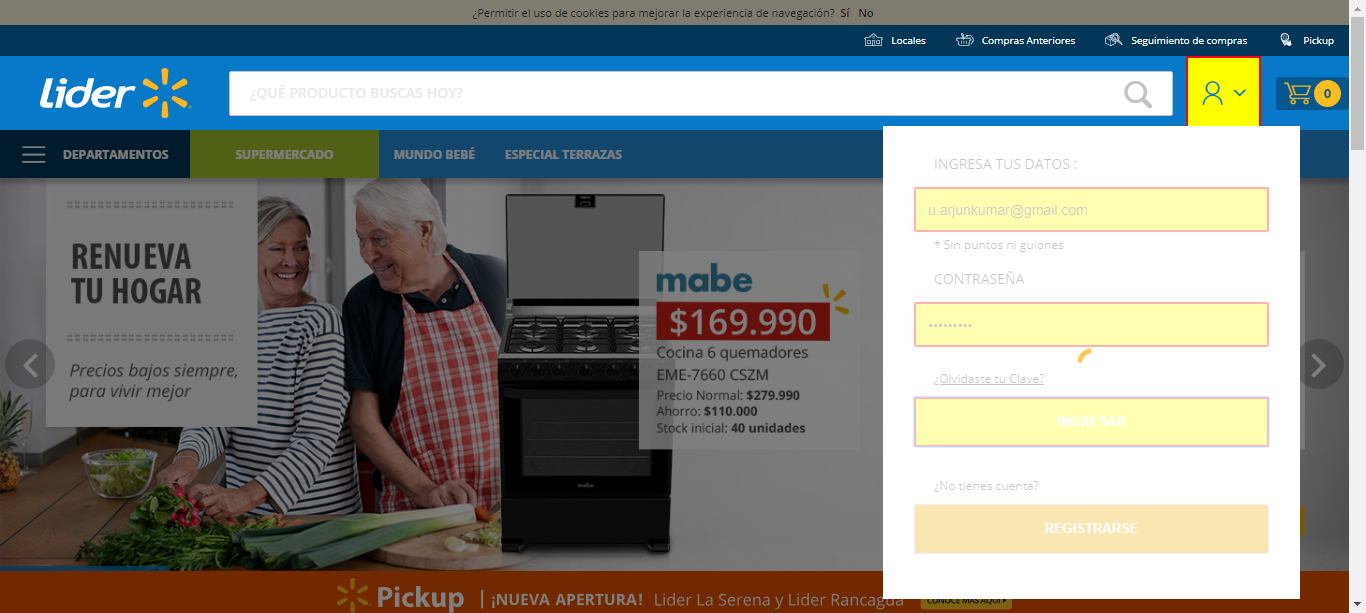 ¿Permitir el uso de cookies para mejorar la experiencia de navegación? Sí No
Locales Compras Anteriores Seguimiento de compras Pickup
Lider
¿QUÉ PRODUCTO BUSCAS HOY?
0
DEPARTAMENTOS SUPERMERCADO MUNDO BEBÉ ESPECIAL TERRAZAS
RENUEVA
TU HOGAR
Precios bajos siempre,
para vivir mejor
mabe
$169.990
Cocina 6 quemadores
EME-7660 CSZM
Precio Normal: $279.990
Ahorro: $110.000
Stock inicial: 40 unidades
mabe
INGRESA TUS DATOS :
u.arjunkumar@gmail.com
* Sin puntos ni guiones
CONTRASEÑA
•••••••••
¿Olvidaste tu Clave?
INGRESAR
¿No tienes cuenta?
REGISTRARSE
Pickup | ¡NUEVA APERTURA! Lider La Serena y Lider Rancagua
CONOCE MÁS AQUÍ